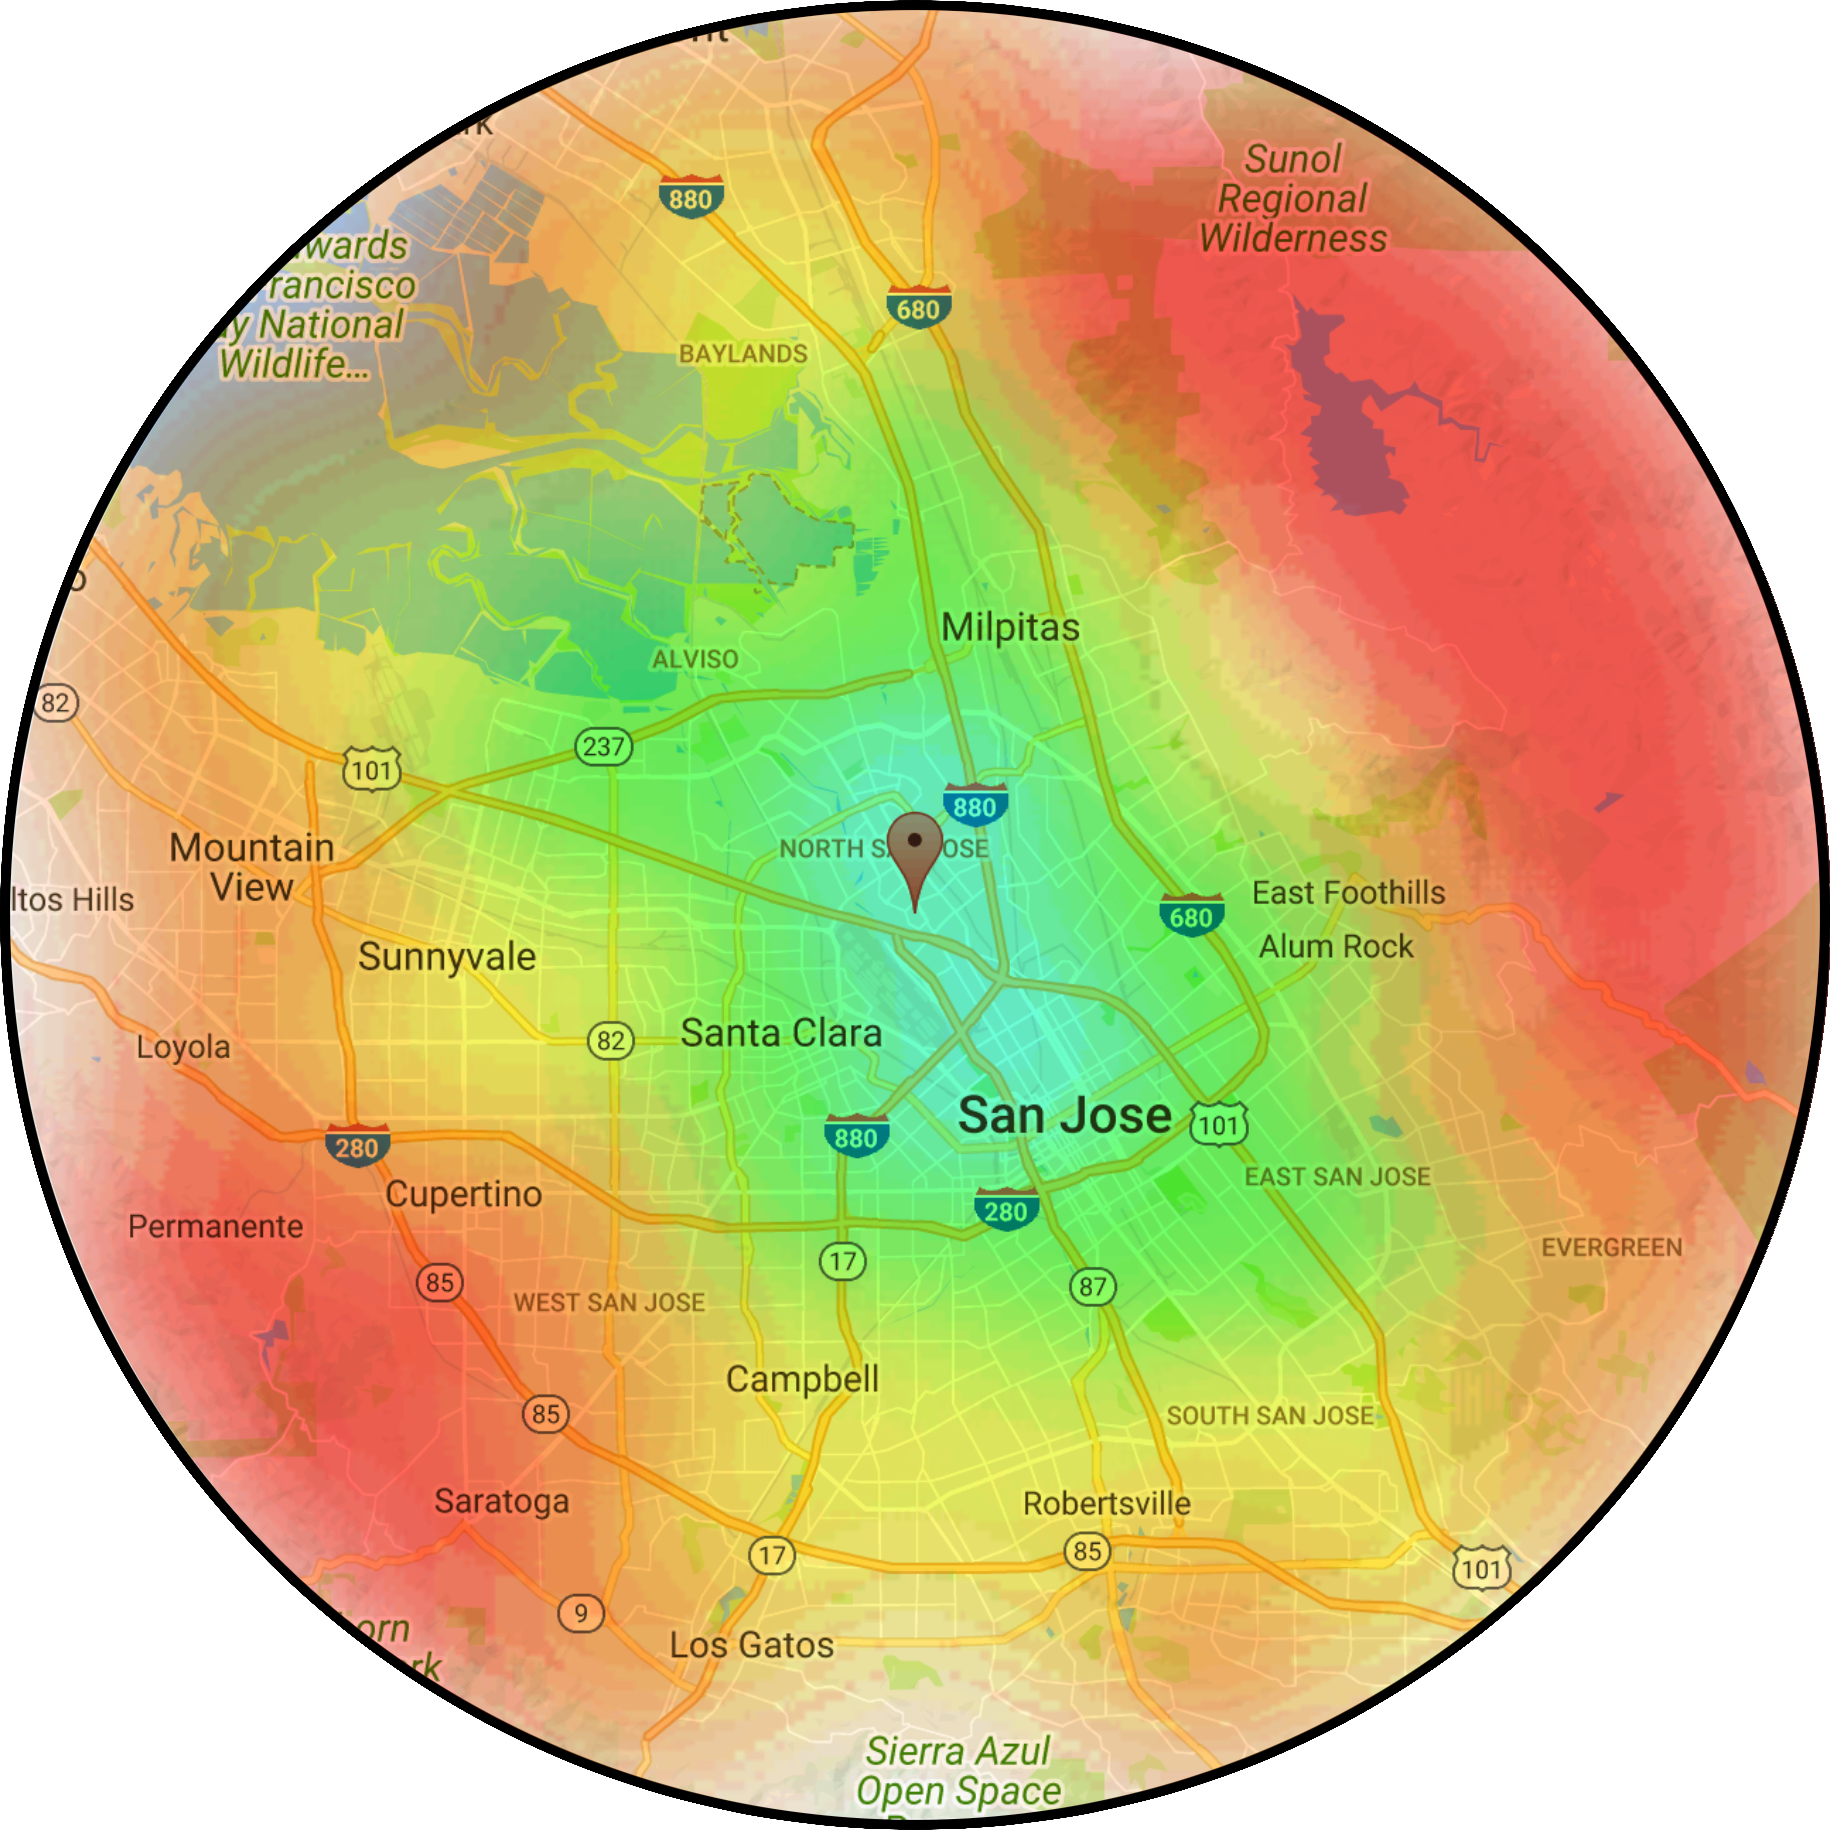 880
Sunol
Regional
Wilderness
wards
rancisco
y National
Wildlife...
680
BAYLANDS
Milpitas
ALVISO
82
237
101
880
NORTH S
OSE
Mountain
View
ltos Hills
680
East Foothills
Alum Rock
Sunnyvale
82
Santa Clara
Loyola
880
San Jose
101
280
Cupertino
EAST SAN JOSE
280
Permanente
EVERGREEN
17
85
87
WEST SAN JOSE
Campbell
85
SOUTH SAN JOSE
Saratoga
Robertsville
17
85
101
9
orn
rk
Los Gatos
Sierra Azul
Open Space